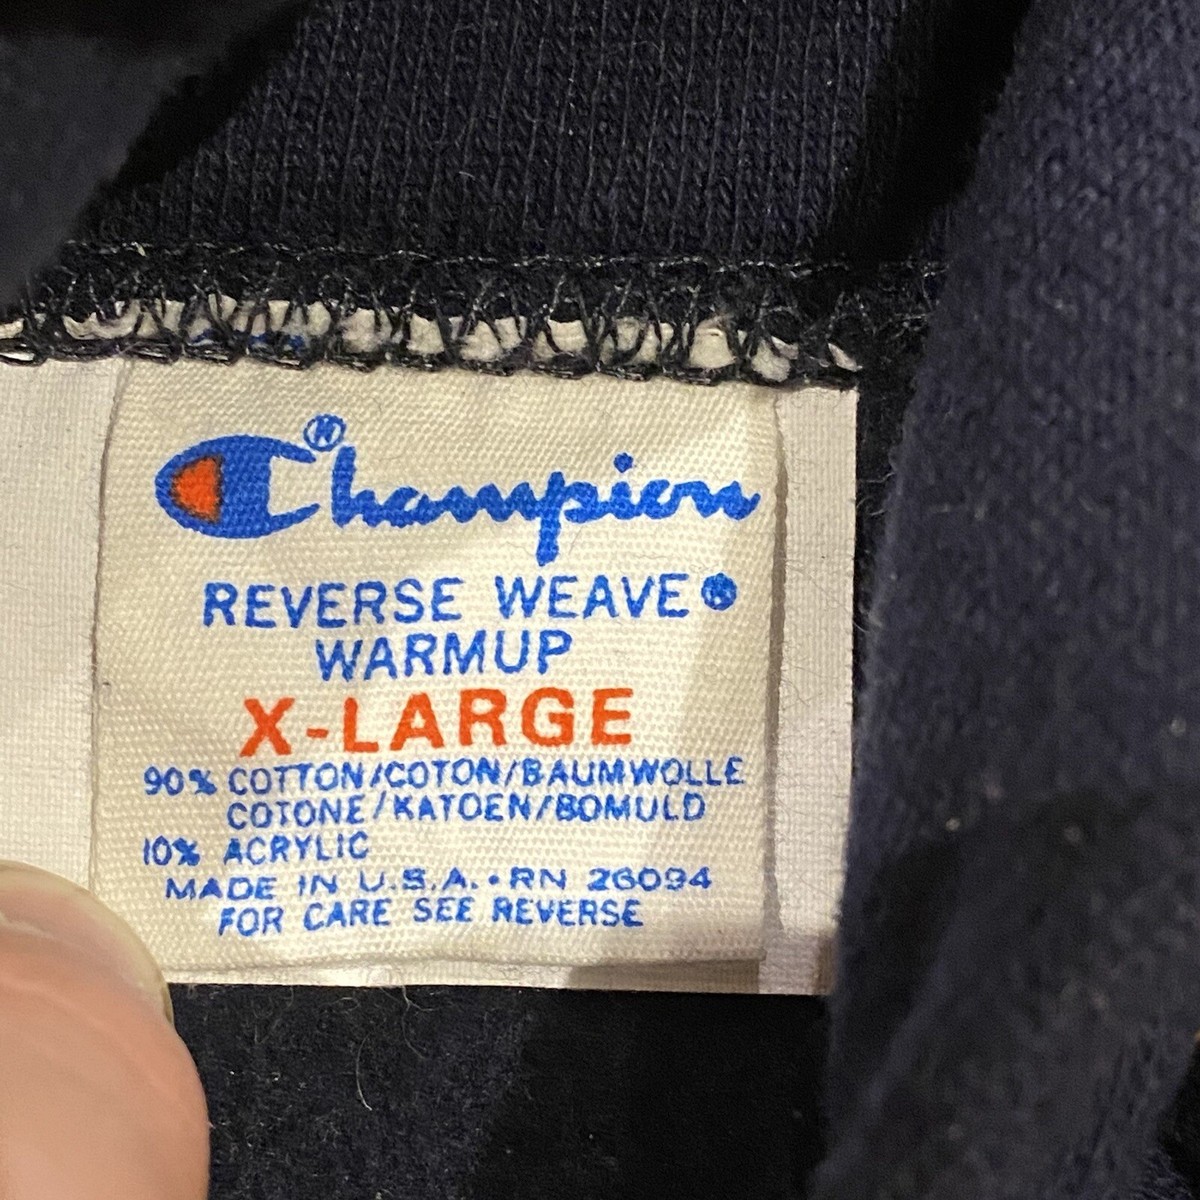 Champion®
REVERSE WEAVE®
WARMUP
X-LARGE
90% COTTON/COTON/BAUMWOLLE
COTONE/KATOEN/BOMULD
10% ACRYLIC
MADE IN U.S.A. • RN 26094
FOR CARE SEE REVERSE